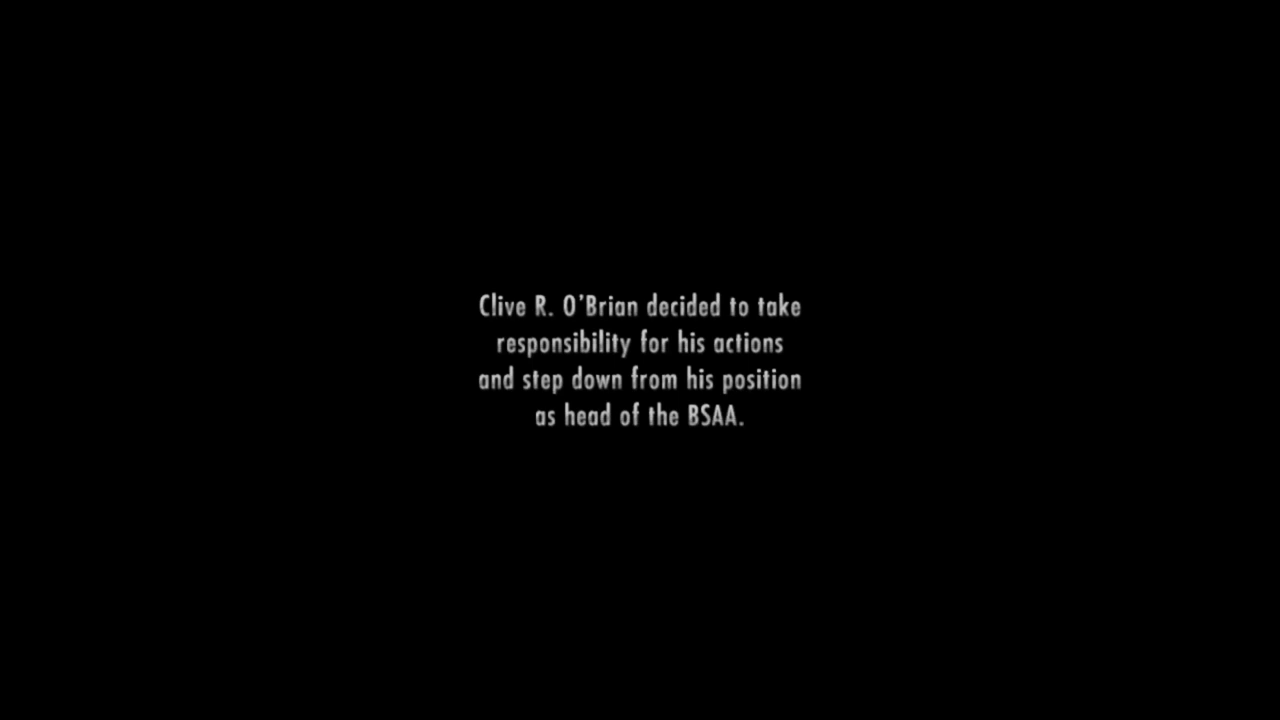 Clive R. O’Brian decided to take
responsibility for his actions
and step down from his position
as head of the BSAA.